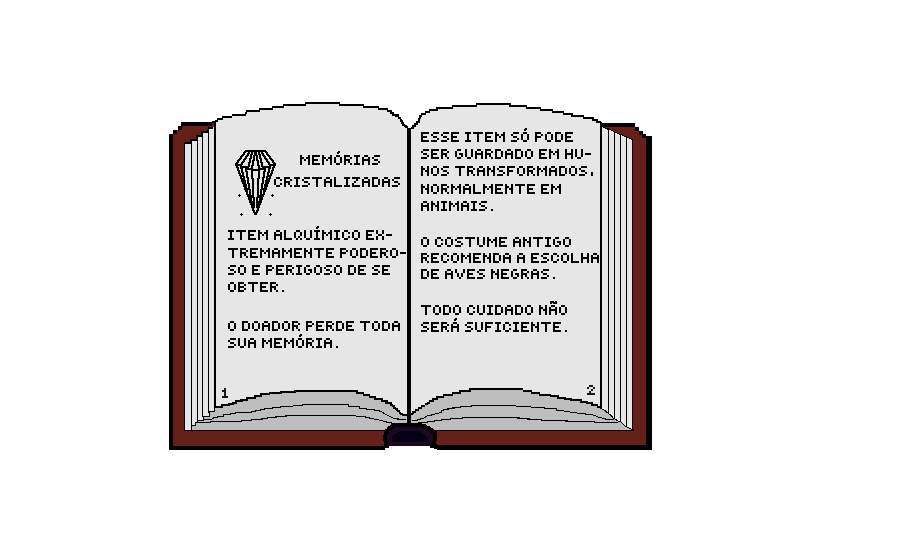 MEMÓRIAS
CRISTALIZADAS
ITEM ALQUÍMICO EX-
TREMAMENTE PODERO-
SO E PERIGOSO DE SE
OBTER.
O DOADOR PERDE TODA
SUA MEMÓRIA.
1
ESSE ITEM SÓ PODE
SER GUARDADO EM HU-
NOS TRANSFORMADOS.
NORMALMENTE EM
ANIMAIS.
O COSTUME ANTIGO
RECOMENDA A ESCOLHA
DE AVES NEGRAS.
TODO CUIDADO NÃO
SERÁ SUFICIENTE.
2